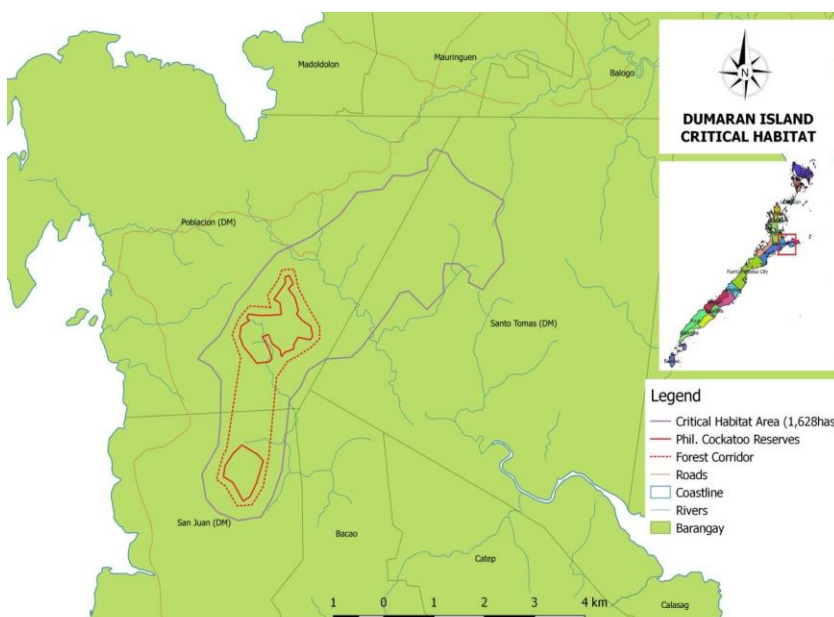 Madoldolon
Mauringuen
Balogo
N
DUMARAN ISLAND
CRITICAL HABITAT
Poblacion (DM)
Santo Tomas (DM)
San Juan (DM)
Bacao
Catep
Calasag
Legend
Critical Habitat Area (1,628has
Phil. Cockatoo Reserves
Forest Corridor
Roads
Coastline
Rivers
Barangay
1 0 1 2 3 4 km